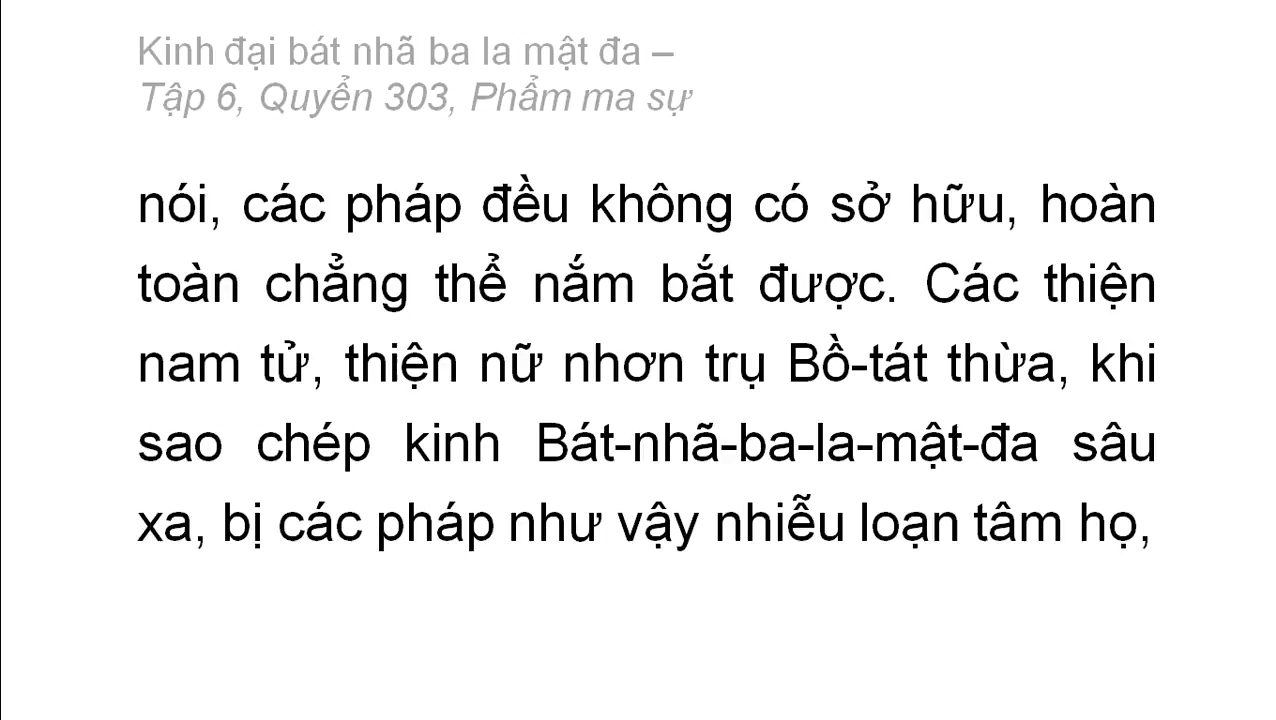 Kinh đại bát nhã ba la mật đa –
Tập 6, Quyển 303, Phẩm ma sự
nói, các pháp đều không có sở hữu, hoàn
toàn chẳng thể nắm bắt được. Các thiện
nam tử, thiện nữ nhơn trụ Bồ-tát thừa, khi
sao chép kinh Bát-nhã-ba-la-mật-đa sâu
xa, bị các pháp như vậy nhiễu loạn tâm họ,